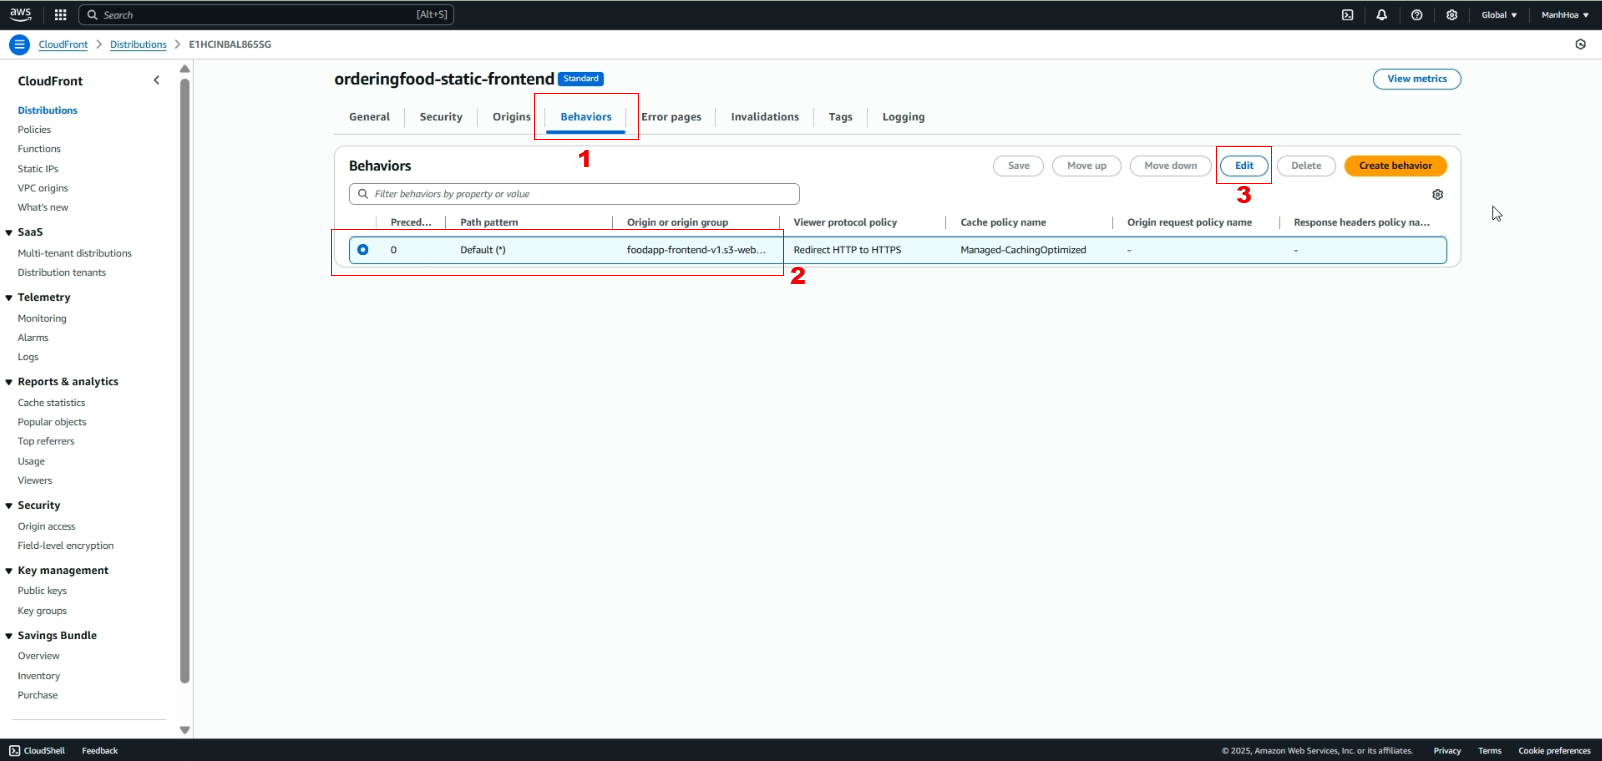 aws
Search
[Alt+S]
Global
ManhHoa
CloudFront
Distributions
E1HCINBAL865SG
CloudFront
Distributions
Policies
Functions
Static IPs
VPC origins
What's new
SaaS
Multi-tenant distributions
Distribution tenants
Telemetry
Monitoring
Alarms
Logs
Reports & analytics
Cache statistics
Popular objects
Top referrers
Usage
Viewers
Security
Origin access
Field-level encryption
Key management
Public keys
Key groups
Savings Bundle
Overview
Inventory
Purchase
orderingfood-static-frontend
Standard
View metrics
General
Security
Origins
Behaviors
Error pages
Invalidations
Tags
Logging
1
Behaviors
Save
Move up
Move down
Edit
Delete
Create behavior
3
Filter behaviors by property or value
Preced...
Path pattern
Origin or origin group
Viewer protocol policy
Cache policy name
Origin request policy name
Response headers policy na...
0
Default (*)
foodapp-frontend-v1.s3-web...
Redirect HTTP to HTTPS
Managed-CachingOptimized
-
-
2
CloudShell
Feedback
© 2025, Amazon Web Services, Inc. or its affiliates.
Privacy
Terms
Cookie preferences